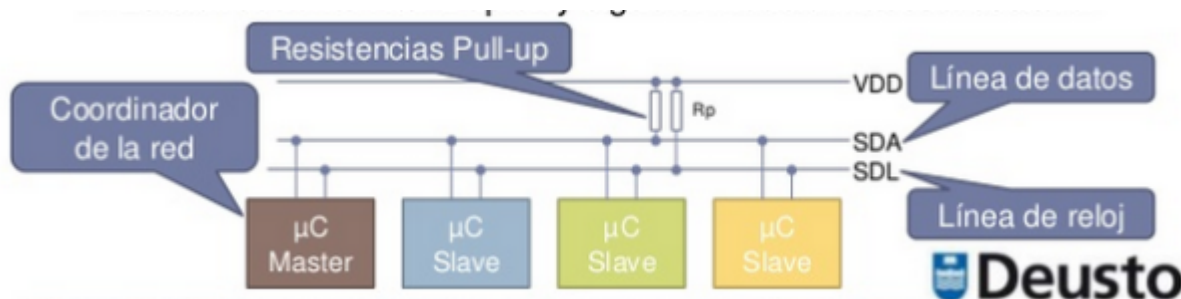 Resistencias Pull-up
VDD
Línea de datos
Coordinador
de la red
Rp
SDA
SDL
µC
Master
µC
Slave
µC
Slave
µC
Slave
Línea de reloj
Deusto